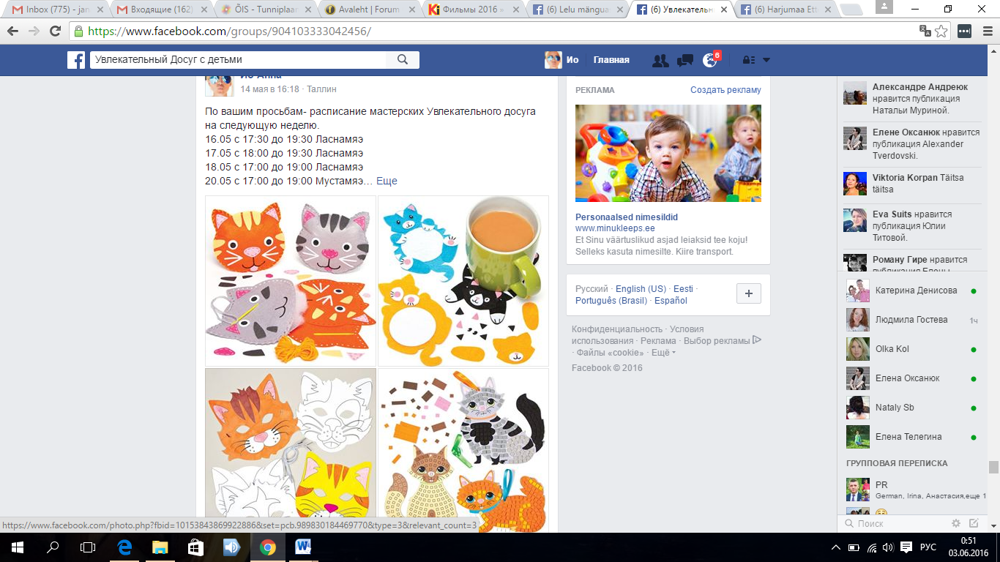 Inbox (775) - jan
Входящие (162)
ÕIS - Tunniplaan
Avaleht | Forum
Фильмы 2016 »
(6) Lelu mängua
(6) Увлекательн
(6) Harjumaa Ett
https://www.facebook.com/groups/904103333042456/
Увлекательный Досуг с детьми
Ио
Главная
6
14 мая в 16:18 · Таллин
По вашим просьбам- расписание мастерских Увлекательного досуга
на следующую неделю.
16.05 с 17:30 до 19:30 Ласнамяэ
17.05 с 18:00 до 19:30 Ласнамяэ
18.05 с 17:00 до 19:00 Ласнамяэ
20.05 с 17:00 до 19:00 Мустамяэ… Еще
РЕКЛАМА
Создать рекламу
Personaalsed nimesildid
www.minukleeps.ee
Et Sinu väärtuslikud asjad leiaksid tee koju!
Selleks kasuta nimesilte. Kiire transport.
Русский · English (US) · Eesti ·
Português (Brasil) · Español
Конфиденциальность · Условия
использования · Реклама · Выбор рекламы
· Файлы «cookie» · Ещё
Facebook © 2016
Александре Андреюк
нравится публикация
Натальи Муриной.
Елене Оксанюк нравится
публикация Alexander
Tverdovski.
Viktoria Korpan Täitsa
täitsa
Eva Suits нравится
публикация Юлии
Титовой.
Роману Гире нравится
публикация Елены
Катерина Денисова
Людмила Гостева
1ч
Olka Kol
Елена Оксанюк
Nataly Sb
Елена Телегина
ГРУППОВАЯ ПЕРЕПИСКА
PR
German, Irina, Анастасия,еще 1
Поиск
https://www.facebook.com/photo.php?fbid=10153843869922886&set=pcb.989830184469770&type=3&relevant_count=3
РУС
0:51
03.06.2016